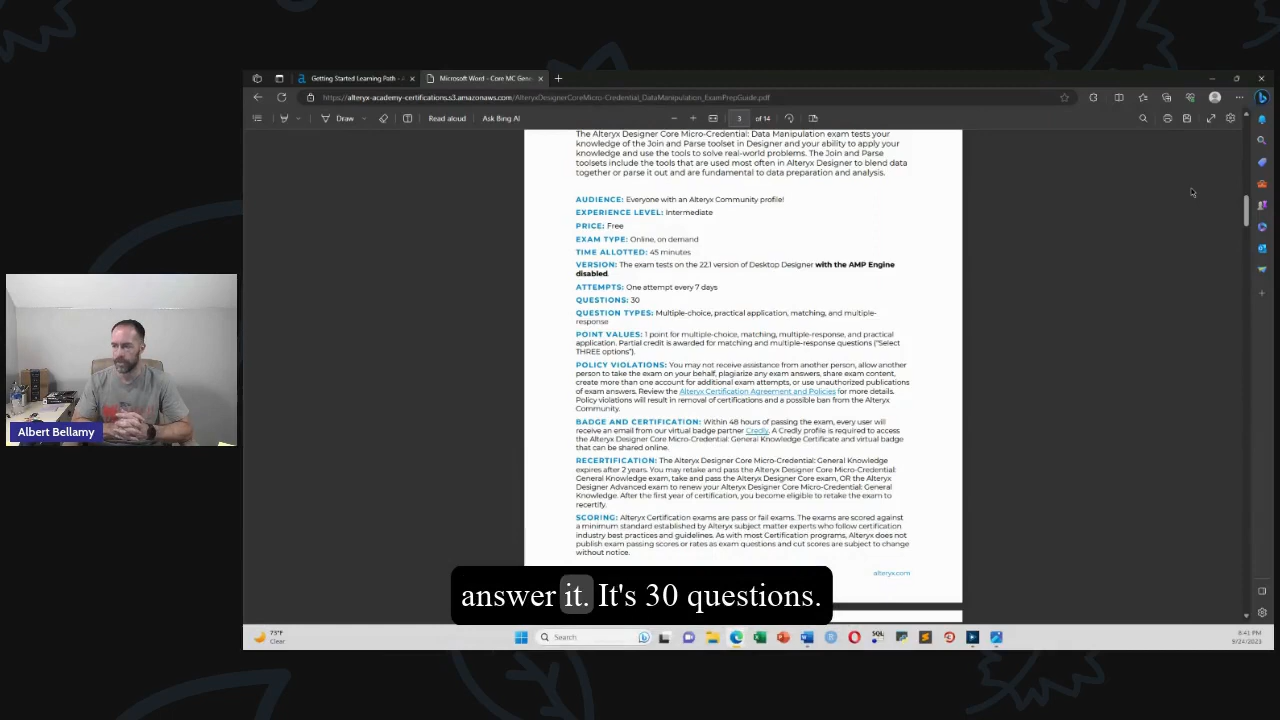 Getting Started Learning Path - A
Microsoft Word - Core MC Gene
https://alteryx-academy-certifications.s3.amazonaws.com/AlteryxDesignerCoreMicro-Credential_DataManipulation_ExamPrepGuide.pdf
Draw
Read aloud
Ask Bing AI
3
of 14
The Alteryx Designer Core Micro-Credential: Data Manipulation exam tests your
knowledge of the Join and Parse toolset in Designer and your ability to apply your
knowledge and use the tools to solve real-world problems. The Join and Parse
toolsets include the tools that are used most often in Alteryx Designer to blend data
together or parse it out and are fundamental to data preparation and analysis.
AUDIENCE: Everyone with an Alteryx Community profile!
EXPERIENCE LEVEL: Intermediate
PRICE: Free
EXAM TYPE: Online, on demand
TIME ALLOTTED: 45 minutes
VERSION: The exam tests on the 22.1 version of Desktop Designer with the AMP Engine
disabled.
ATTEMPTS: One attempt every 7 days
QUESTIONS: 30
QUESTION TYPES: Multiple-choice, practical application, matching, and multiple-
response
POINT VALUES: 1 point for multiple-choice, matching, multiple-response, and practical
application. Partial credit is awarded for matching and multiple-response questions ("Select
THREE options").
POLICY VIOLATIONS: You may not receive assistance from another person, allow another
person to take the exam on your behalf, plagiarize any exam answers, share exam content,
create more than one account for additional exam attempts, or use unauthorized publications
of exam answers. Review the Alteryx Certification Agreement and Policies for more details.
Policy violations will result in removal of certifications and a possible ban from the Alteryx
Community.
BADGE AND CERTIFICATION: Within 48 hours of passing the exam, every user will
receive an email from our virtual badge partner Credly. A Credly profile is required to access
the Alteryx Designer Core Micro-Credential: General Knowledge Certificate and virtual badge
that can be shared online.
RECERTIFICATION: The Alteryx Designer Core Micro-Credential: General Knowledge
expires after 2 years. You may retake and pass the Alteryx Designer Core Micro-Credential:
General Knowledge exam, take and pass the Alteryx Designer Core exam, OR the Alteryx
Designer Advanced exam to renew your Alteryx Designer Core Micro-Credential: General
Knowledge. After the first year of certification, you become eligible to retake the exam to
recertify.
SCORING: Alteryx Certification exams are pass or fail exams. The exams are scored against
a minimum standard established by Alteryx subject matter experts who follow certification
industry best practices and guidelines. As with most Certification programs, Alteryx does not
publish exam passing scores or rates as exam questions and cut scores are subject to change
without notice.
alteryx.com
Albert Bellamy
answer it. It's 30 questions.
73°F
Clear
Search
SQL
8:41 PM
9/24/2023